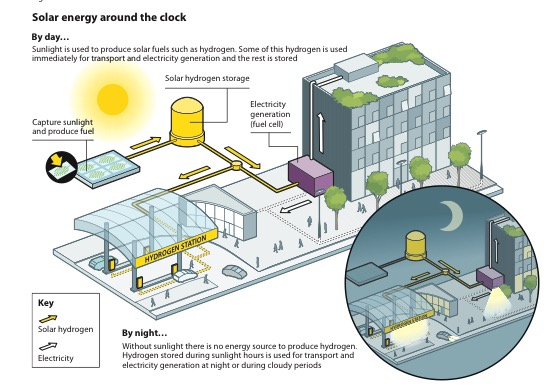 Solar energy around the clock
By day...
Sunlight is used to produce solar fuels such as hydrogen. Some of this hydrogen is used
immediately for transport and electricity generation and the rest is stored
Solar hydrogen storage
Electricity
generation
(fuel cell)
Capture sunlight
and produce fuel
HYDROGEN STATION
Key
Solar hydrogen
Electricity
By night...
Without sunlight there is no energy source to produce hydrogen.
Hydrogen stored during sunlight hours is used for transport and
electricity generation at night or during cloudy periods